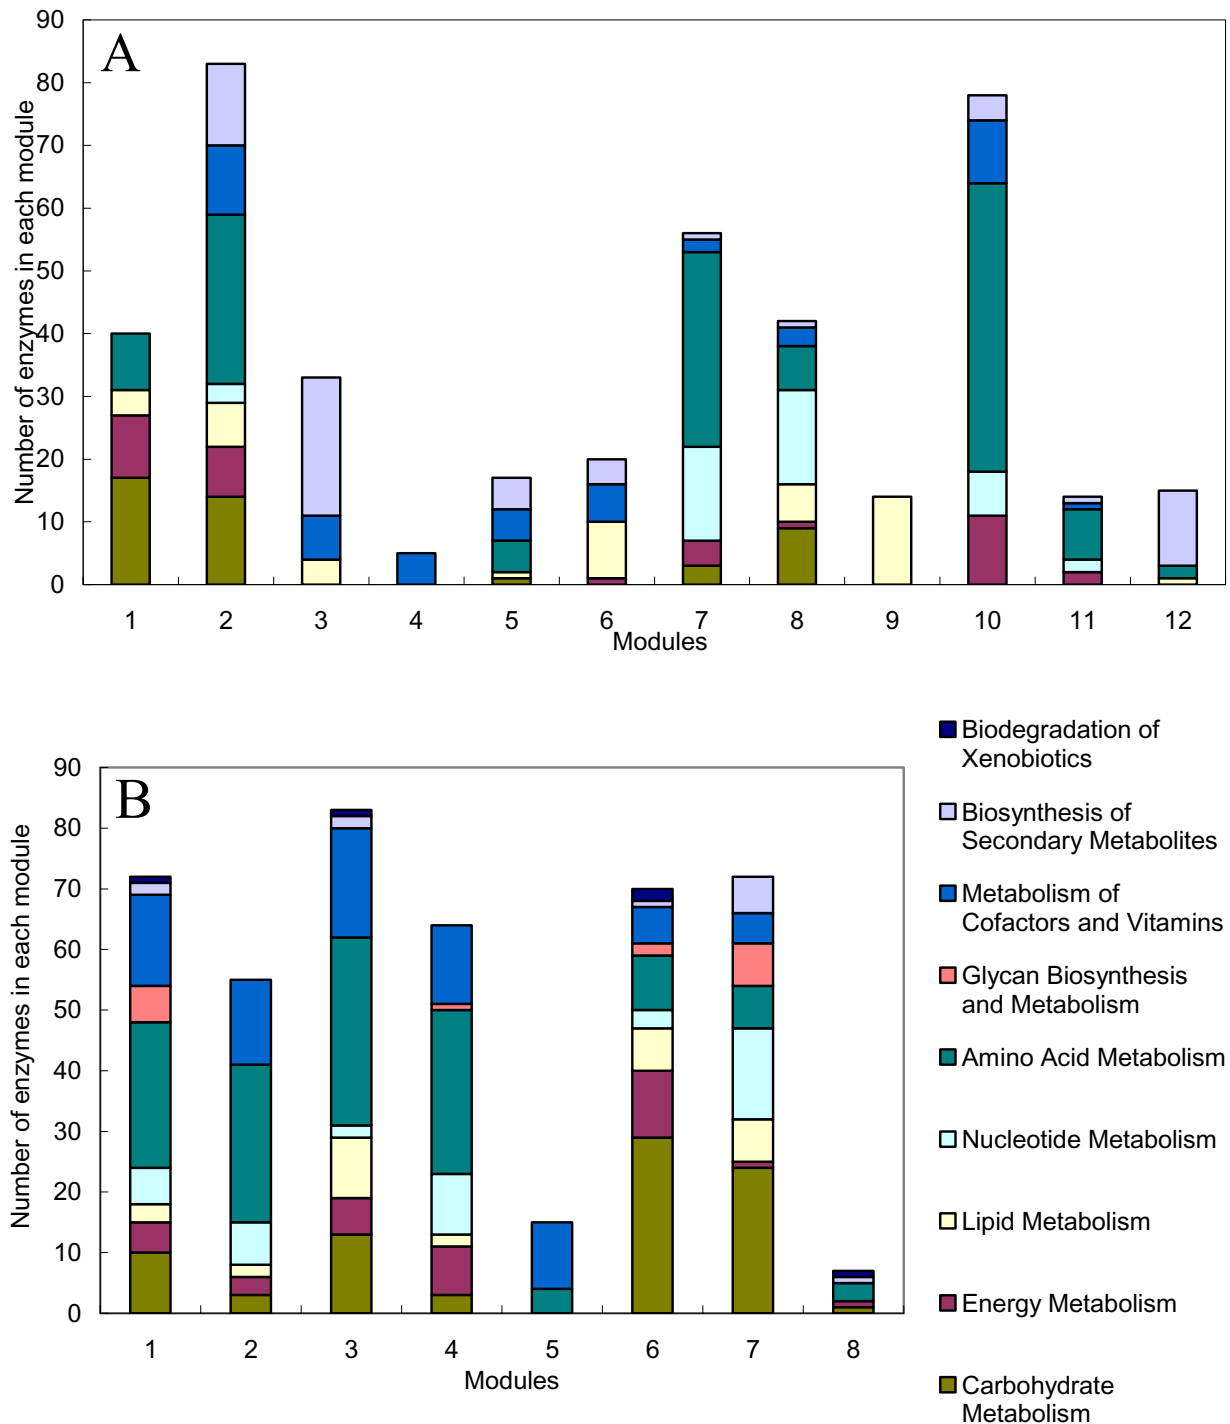 A
Number of enzymes in each module
90
80
70
60
50
40
30
20
10
0
1 2 3 4 5 6 7 8 9 10 11 12
Modules
B
Number of enzymes in each module
90
80
70
60
50
40
30
20
10
0
1 2 3 4 5 6 7 8
Modules
Biodegradation of
Xenobiotics
Biosynthesis of
Secondary Metabolites
Metabolism of
Cofactors and Vitamins
Glycan Biosynthesis
and Metabolism
Amino Acid Metabolism
Nucleotide Metabolism
Lipid Metabolism
Energy Metabolism
Carbohydrate
Metabolism